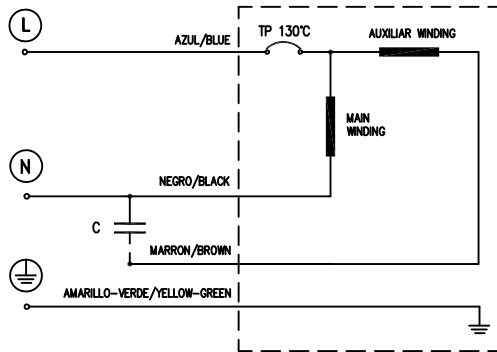 L
AZUL/BLUE
TP 130°C
AUXILIAR WINDING
MAIN
WINDING
N
NEGRO/BLACK
C
MARRON/BROWN
AMARILLO-VERDE/YELLOW-GREEN